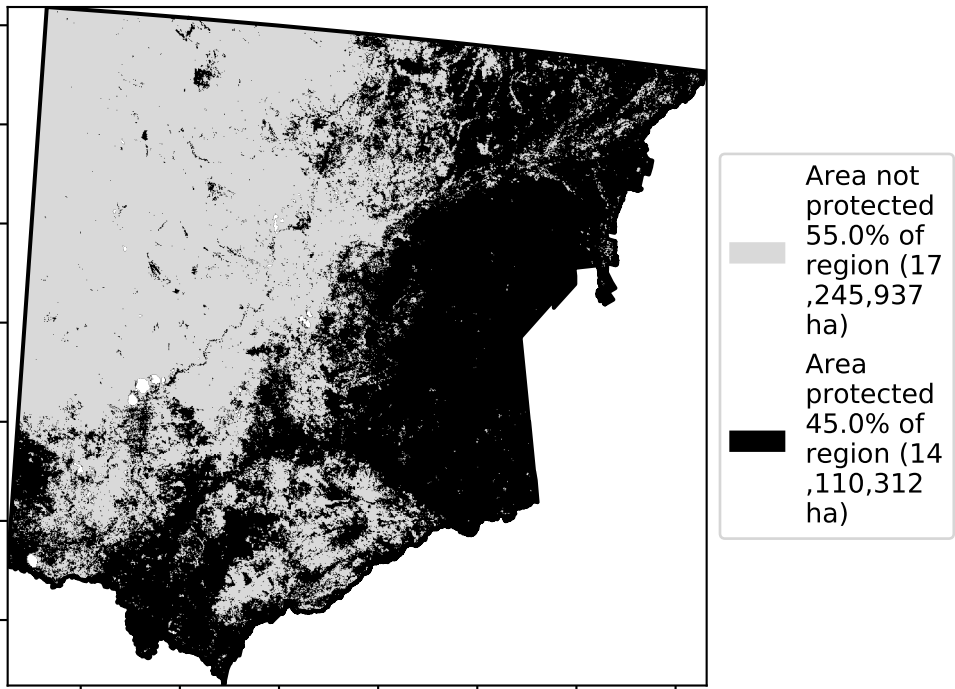 Area not
protected
55.0% of
region (17
,245,937
ha)
Area
protected
45.0% of
region (14
,110,312
ha)